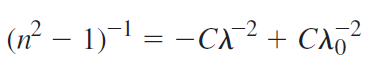 (n² − 1)⁻¹ = −Cλ⁻² + Cλ₀⁻²